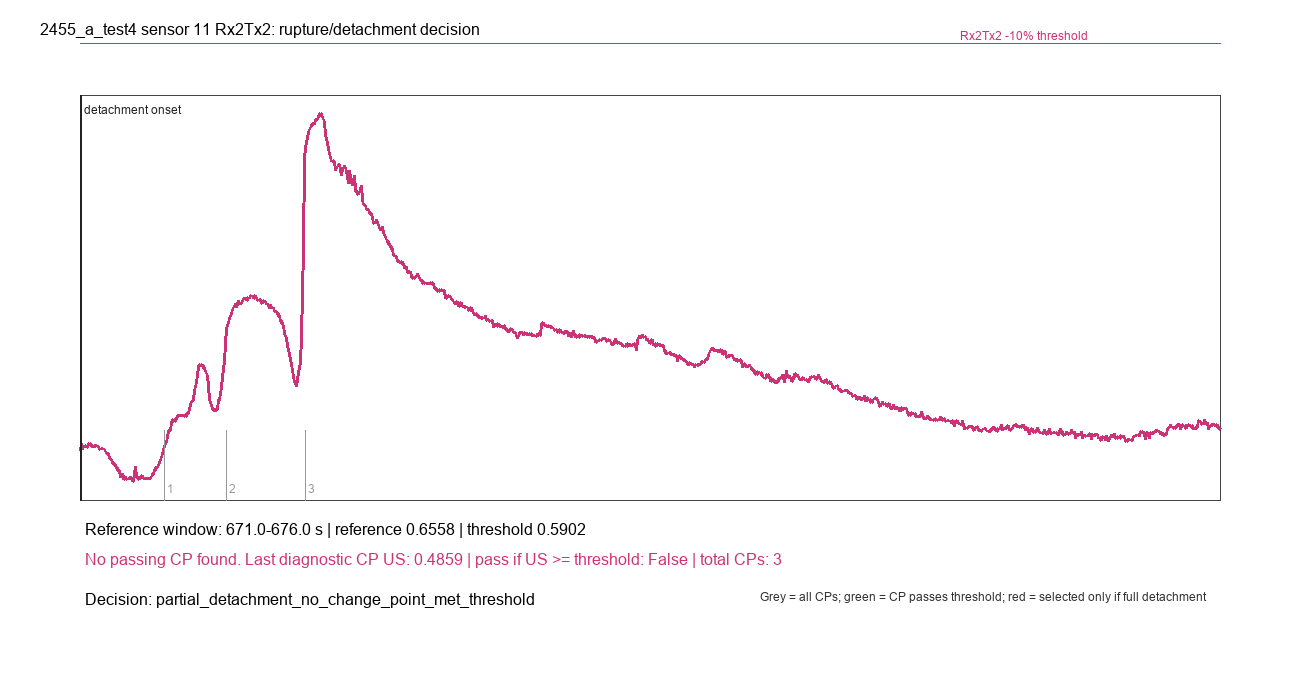 2455_a_test4 sensor 11 Rx2Tx2: rupture/detachment decision
Rx2Tx2 -10% threshold
detachment onset
1
2
3
Reference window: 671.0-676.0 s | reference 0.6558 | threshold 0.5902
No passing CP found. Last diagnostic CP US: 0.4859 | pass if US >= threshold: False | total CPs: 3
Decision: partial_detachment_no_change_point_met_threshold
Grey = all CPs; green = CP passes threshold; red = selected only if full detachment